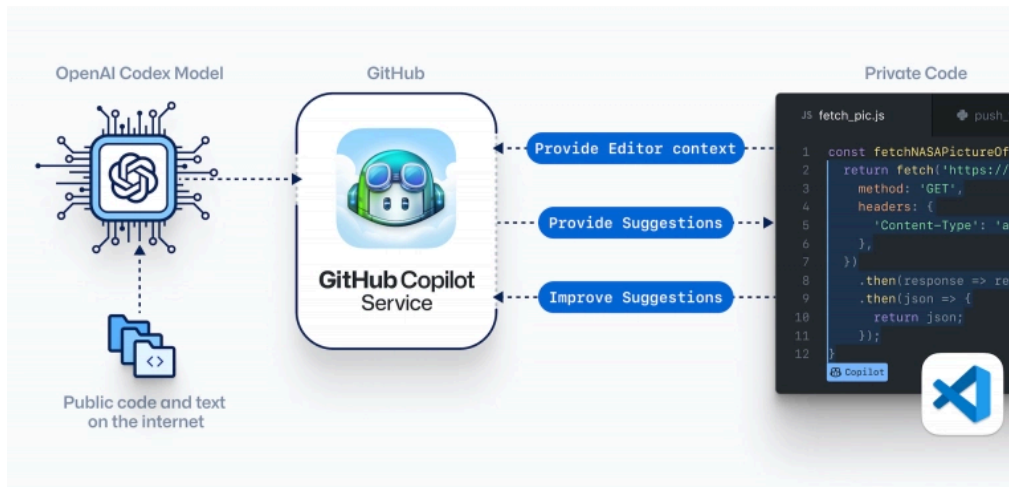 OpenAI Codex Model
GitHub
Private Code
JS fetch_pic.js
push_
Provide Editor context
Provide Suggestions
Improve Suggestions
GitHub Copilot
Service
Public code and text
on the internet
1 const fetchNASAPictureOf
2 return fetch('https://
3 method: 'GET',
4 headers: {
5 'Content-Type': 'a
6 },
7 })
8 .then(response => re
9 .then(json => {
10 return json;
11 });
12 }
Copilot